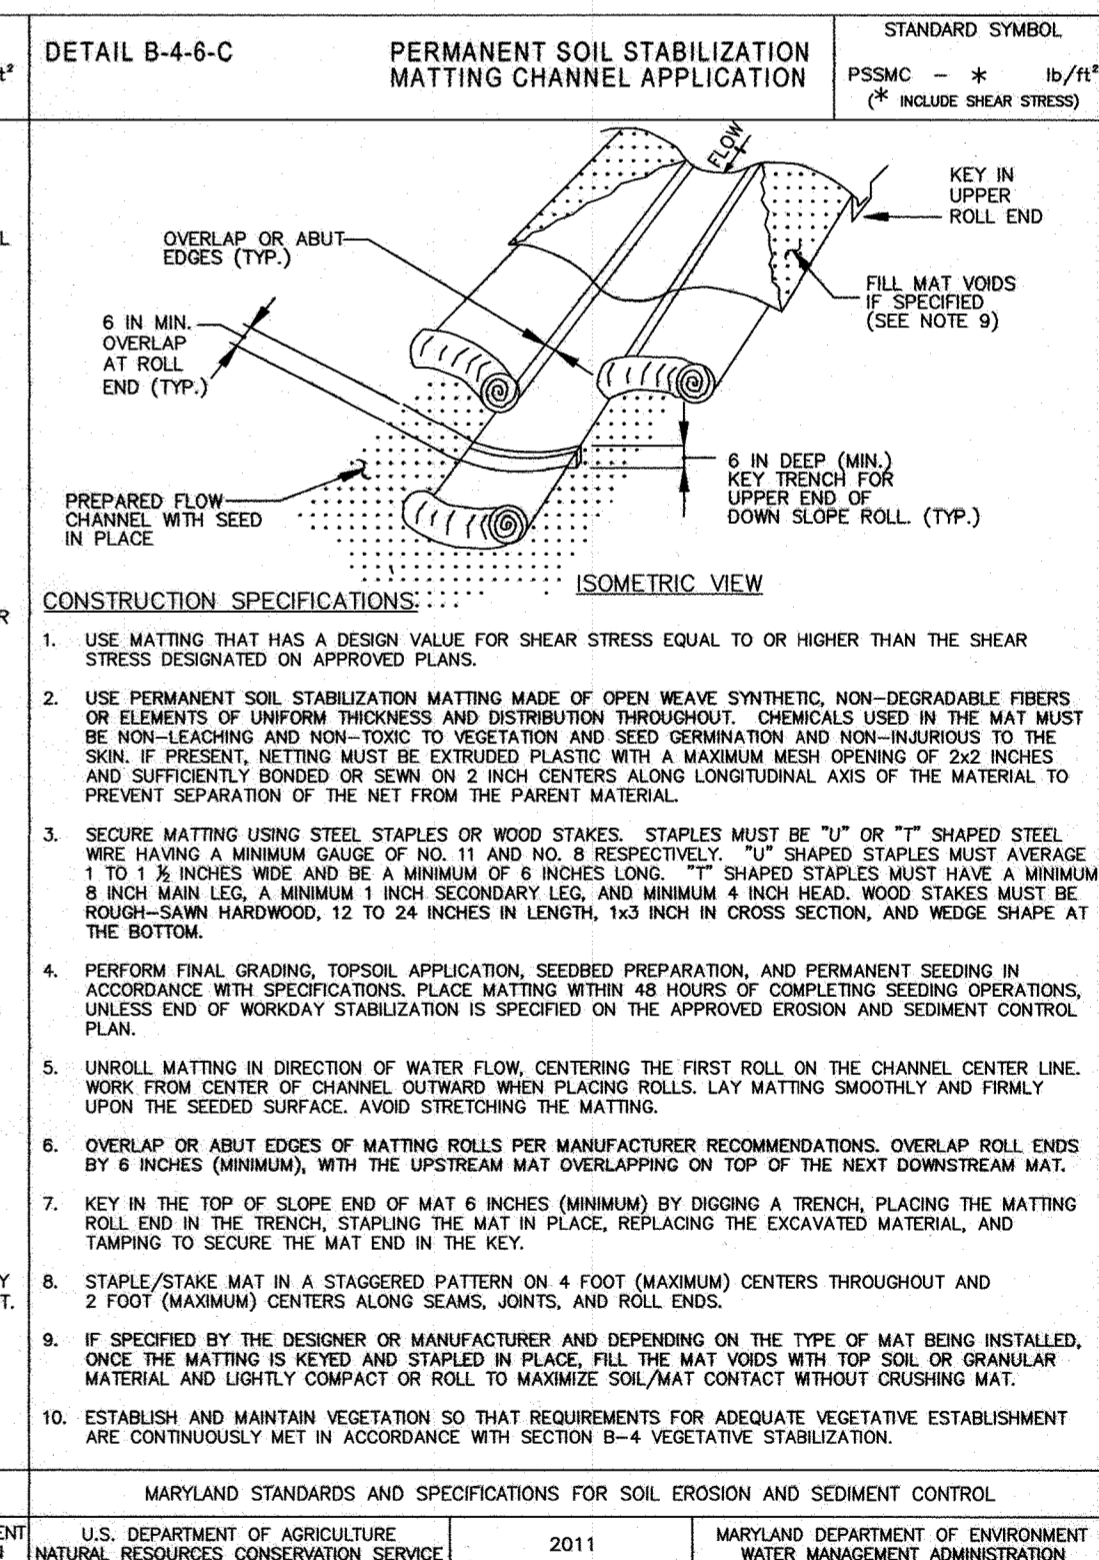 t²
DETAIL B-4-6-C
PERMANENT SOIL STABILIZATION
MATTING CHANNEL APPLICATION
STANDARD SYMBOL
PSSMC - * lb/ft²
(* INCLUDE SHEAR STRESS)
FLOW
KEY IN
UPPER
ROLL END
L
OVERLAP OR ABUT
EDGES (TYP.)
FILL MAT VOIDS
IF SPECIFIED
(SEE NOTE 9)
6 IN MIN.
OVERLAP
AT ROLL
END (TYP.)
6 IN DEEP (MIN.)
KEY TRENCH FOR
UPPER END OF
DOWN SLOPE ROLL. (TYP.)
PREPARED FLOW
CHANNEL WITH SEED
IN PLACE
ISOMETRIC VIEW
CONSTRUCTION SPECIFICATIONS:
R
1. USE MATTING THAT HAS A DESIGN VALUE FOR SHEAR STRESS EQUAL TO OR HIGHER THAN THE SHEAR
STRESS DESIGNATED ON APPROVED PLANS.
2. USE PERMANENT SOIL STABILIZATION MATTING MADE OF OPEN WEAVE SYNTHETIC, NON-DEGRADABLE FIBERS
OR ELEMENTS OF UNIFORM THICKNESS AND DISTRIBUTION THROUGHOUT. CHEMICALS USED IN THE MAT MUST
BE NON-LEACHING AND NON-TOXIC TO VEGETATION AND SEED GERMINATION AND NON-INJURIOUS TO THE
SKIN. IF PRESENT, NETTING MUST BE EXTRUDED PLASTIC WITH A MAXIMUM MESH OPENING OF 2x2 INCHES
AND SUFFICIENTLY BONDED OR SEWN ON 2 INCH CENTERS ALONG LONGITUDINAL AXIS OF THE MATERIAL TO
PREVENT SEPARATION OF THE NET FROM THE PARENT MATERIAL.
3. SECURE MATTING USING STEEL STAPLES OR WOOD STAKES. STAPLES MUST BE "U" OR "T" SHAPED STEEL
WIRE HAVING A MINIMUM GAUGE OF NO. 11 AND NO. 8 RESPECTIVELY. "U" SHAPED STAPLES MUST AVERAGE
1 TO 1 ½ INCHES WIDE AND BE A MINIMUM OF 6 INCHES LONG. "T" SHAPED STAPLES MUST HAVE A MINIMUM
8 INCH MAIN LEG, A MINIMUM 1 INCH SECONDARY LEG, AND MINIMUM 4 INCH HEAD. WOOD STAKES MUST BE
ROUGH-SAWN HARDWOOD, 12 TO 24 INCHES IN LENGTH, 1x3 INCH IN CROSS SECTION, AND WEDGE SHAPE AT
THE BOTTOM.
4. PERFORM FINAL GRADING, TOPSOIL APPLICATION, SEEDBED PREPARATION, AND PERMANENT SEEDING IN
ACCORDANCE WITH SPECIFICATIONS. PLACE MATTING WITHIN 48 HOURS OF COMPLETING SEEDING OPERATIONS,
UNLESS END OF WORKDAY STABILIZATION IS SPECIFIED ON THE APPROVED EROSION AND SEDIMENT CONTROL
PLAN.
5. UNROLL MATTING IN DIRECTION OF WATER FLOW, CENTERING THE FIRST ROLL ON THE CHANNEL CENTER LINE.
WORK FROM CENTER OF CHANNEL OUTWARD WHEN PLACING ROLLS. LAY MATTING SMOOTHLY AND FIRMLY
UPON THE SEEDED SURFACE. AVOID STRETCHING THE MATTING.
6. OVERLAP OR ABUT EDGES OF MATTING ROLLS PER MANUFACTURER RECOMMENDATIONS. OVERLAP ROLL ENDS
BY 6 INCHES (MINIMUM), WITH THE UPSTREAM MAT OVERLAPPING ON TOP OF THE NEXT DOWNSTREAM MAT.
7. KEY IN THE TOP OF SLOPE END OF MAT 6 INCHES (MINIMUM) BY DIGGING A TRENCH, PLACING THE MATTING
ROLL END IN THE TRENCH, STAPLING THE MAT IN PLACE, REPLACING THE EXCAVATED MATERIAL, AND
TAMPING TO SECURE THE MAT END IN THE KEY.
Y
T.
8. STAPLE/STAKE MAT IN A STAGGERED PATTERN ON 4 FOOT (MAXIMUM) CENTERS THROUGHOUT AND
2 FOOT (MAXIMUM) CENTERS ALONG SEAMS, JOINTS, AND ROLL ENDS.
9. IF SPECIFIED BY THE DESIGNER OR MANUFACTURER AND DEPENDING ON THE TYPE OF MAT BEING INSTALLED,
ONCE THE MATTING IS KEYED AND STAPLED IN PLACE, FILL THE MAT VOIDS WITH TOP SOIL OR GRANULAR
MATERIAL AND LIGHTLY COMPACT OR ROLL TO MAXIMIZE SOIL/MAT CONTACT WITHOUT CRUSHING MAT.
10. ESTABLISH AND MAINTAIN VEGETATION SO THAT REQUIREMENTS FOR ADEQUATE VEGETATIVE ESTABLISHMENT
ARE CONTINUOUSLY MET IN ACCORDANCE WITH SECTION B-4 VEGETATIVE STABILIZATION.
MARYLAND STANDARDS AND SPECIFICATIONS FOR SOIL EROSION AND SEDIMENT CONTROL
ENT
U.S. DEPARTMENT OF AGRICULTURE
NATURAL RESOURCES CONSERVATION SERVICE
2011
MARYLAND DEPARTMENT OF ENVIRONMENT
WATER MANAGEMENT ADMINISTRATION